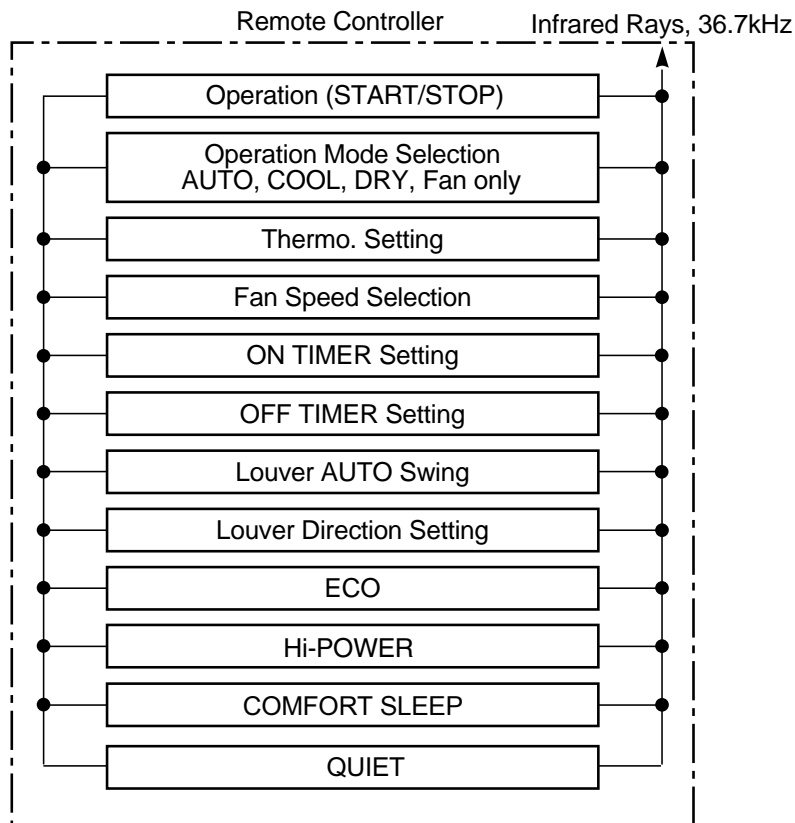 Remote Controller
Infrared Rays, 36.7kHz
Operation (START/STOP)
Operation Mode Selection
AUTO, COOL, DRY, Fan only
Thermo. Setting
Fan Speed Selection
ON TIMER Setting
OFF TIMER Setting
Louver AUTO Swing
Louver Direction Setting
ECO
Hi-POWER
COMFORT SLEEP
QUIET